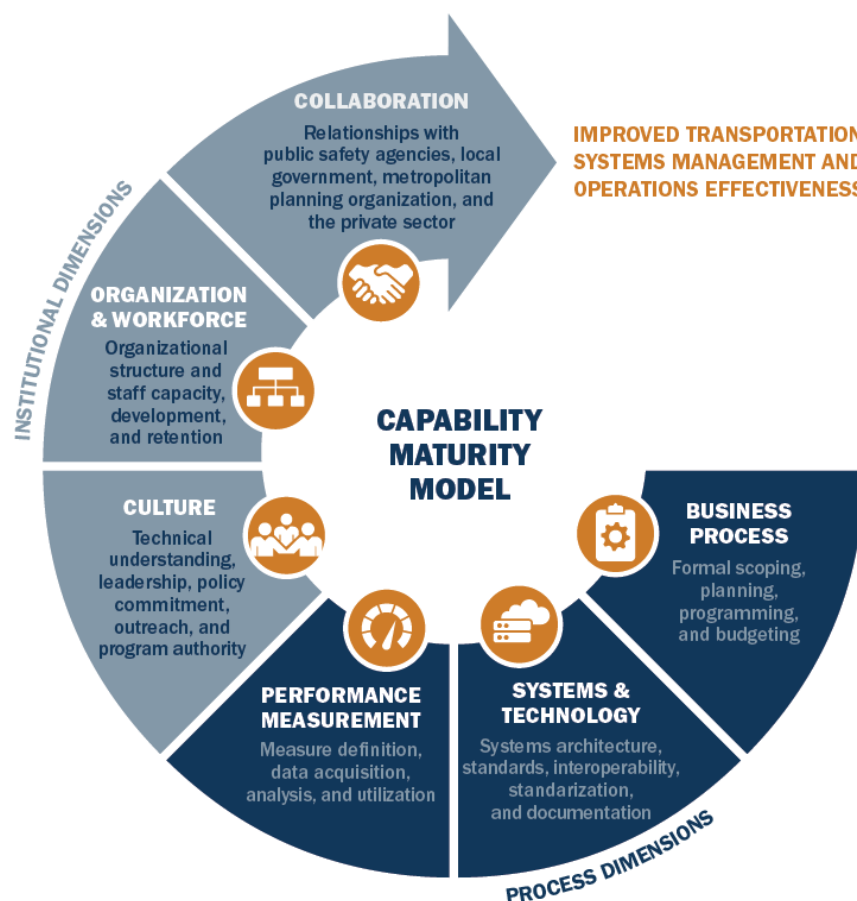 COLLABORATION
Relationships with
public safety agencies, local
government, metropolitan
planning organization, and
the private sector
IMPROVED TRANSPORTATION
SYSTEMS MANAGEMENT AND
OPERATIONS EFFECTIVENESS
INSTITUTIONAL DIMENSIONS
ORGANIZATION
& WORKFORCE
Organizational
structure and
staff capacity,
development,
and retention
CAPABILITY
MATURITY
MODEL
CULTURE
Technical
understanding,
leadership, policy
commitment,
outreach, and
program authority
BUSINESS
PROCESS
Formal scoping,
planning,
programming,
and budgeting
PERFORMANCE
MEASUREMENT
Measure definition,
data acquisition,
analysis, and utilization
SYSTEMS &
TECHNOLOGY
Systems architecture,
standards, interoperability,
standarization,
and documentation
PROCESS DIMENSIONS